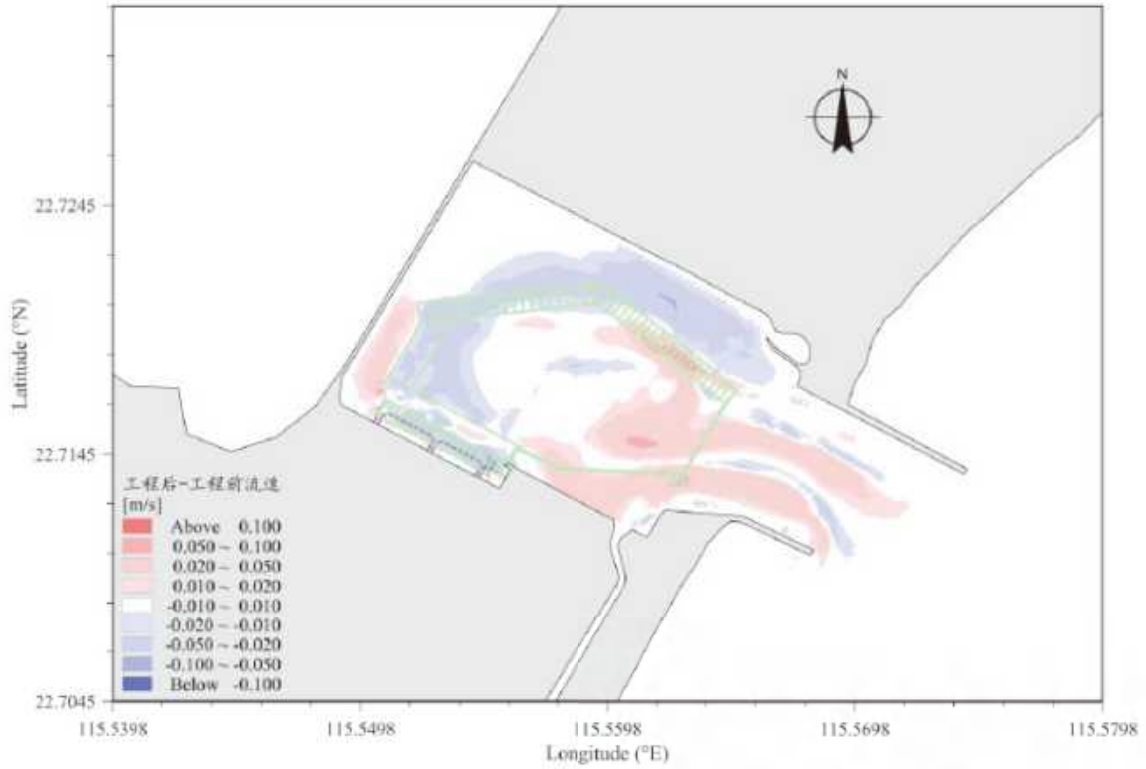 N
Latitude (°N)
22.7245
22.7145
22.7045
工程后-工程前流速
[m/s]
Above 0.100
0.050 ~ 0.100
0.020 ~ 0.050
0.010 ~ 0.020
-0.010 ~ 0.010
-0.020 ~ -0.010
-0.050 ~ -0.020
-0.100 ~ -0.050
Below -0.100
115.5398 115.5498 115.5598 115.5698 115.5798
Longitude (°E)